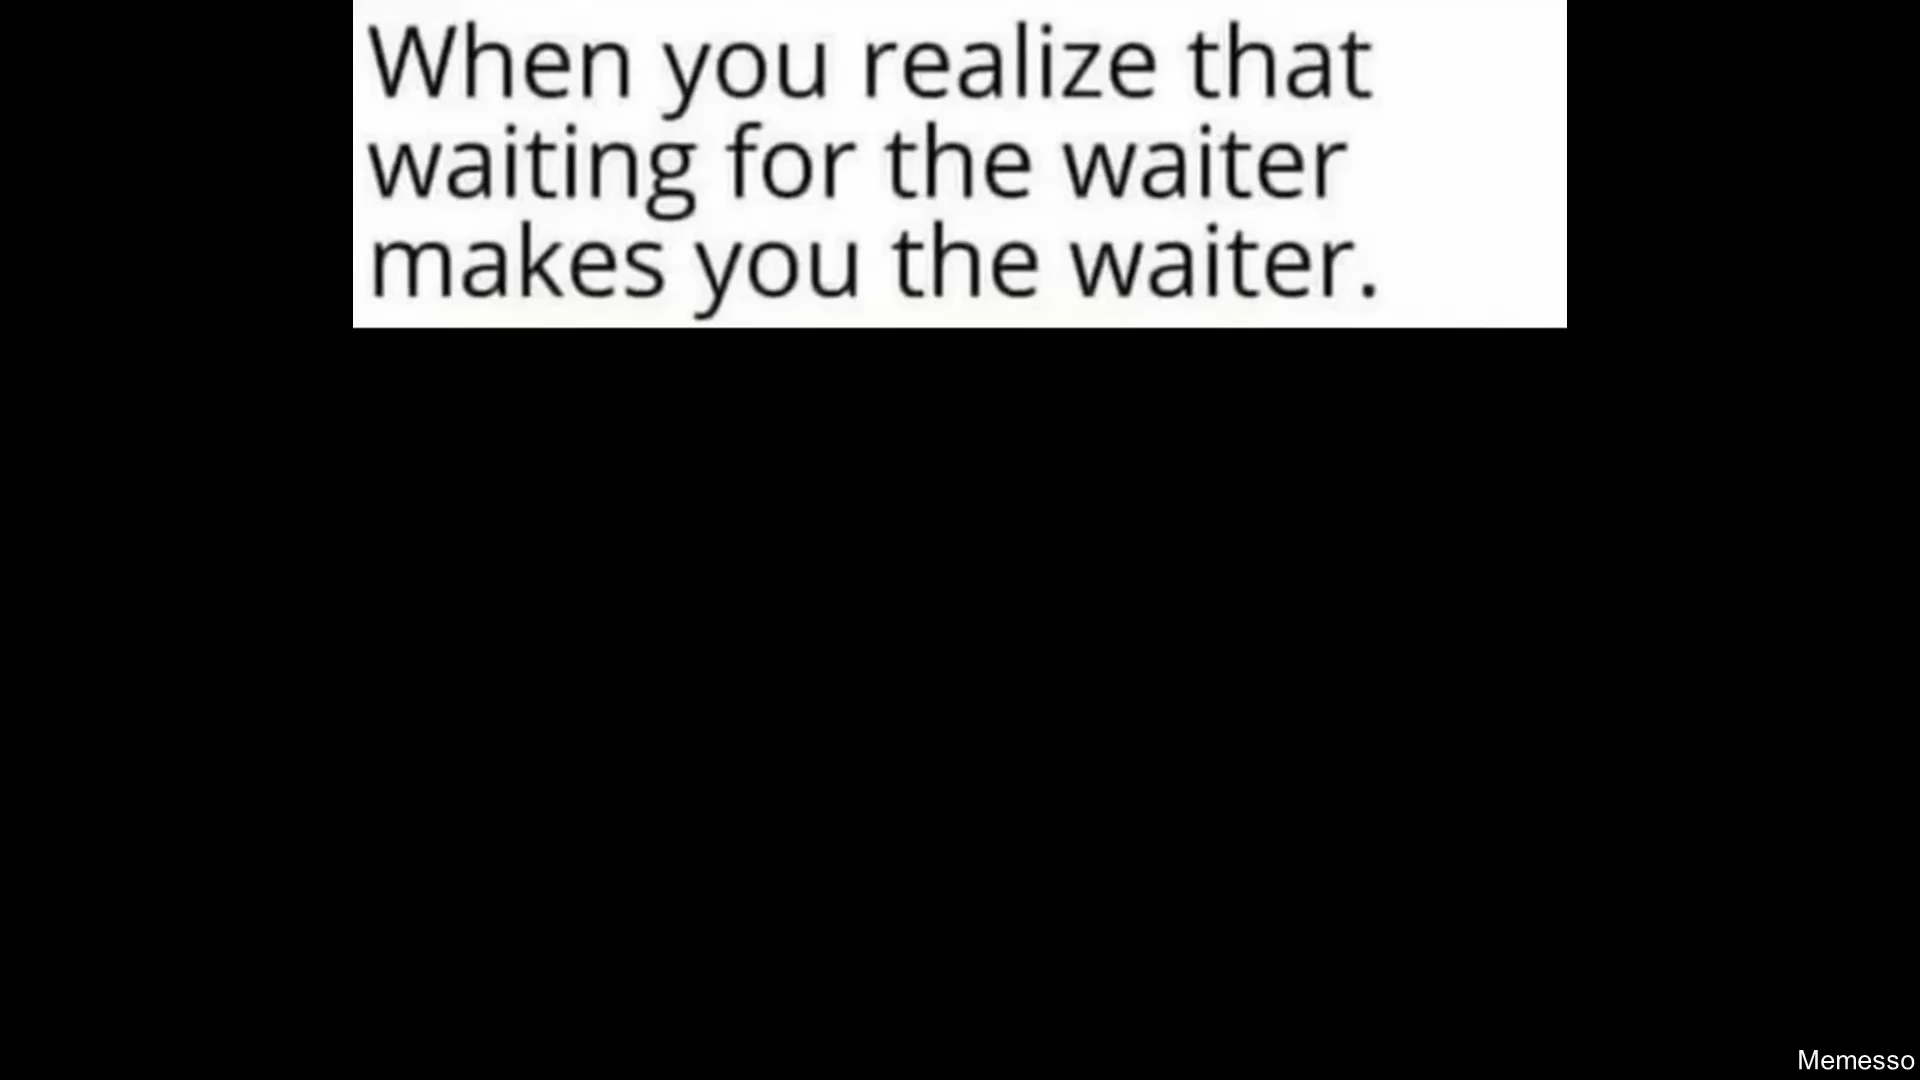 When you realize that
waiting for the waiter
makes you the waiter.
Memesso